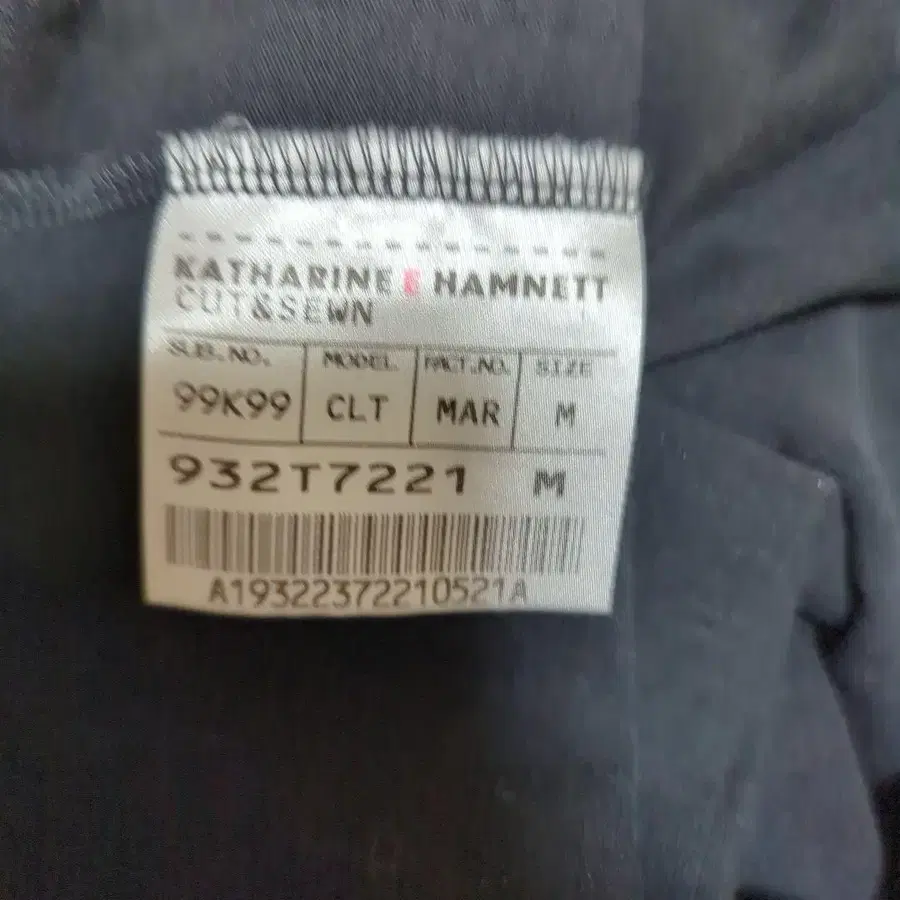 KATHARINE E HAMNETT
CUT&SEWN
SUB.NO. MODEL FACT.NO. SIZE
99K99 CLT MAR M
932T7221 M
A19322372210521A